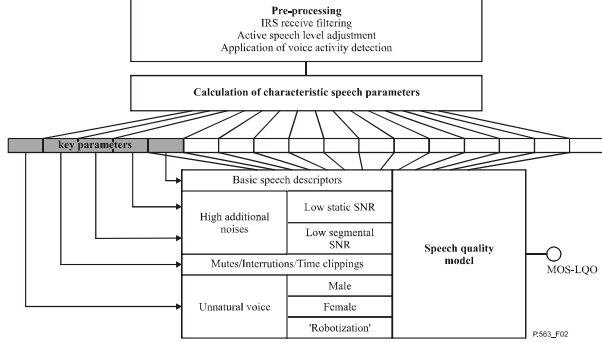 Pre-processing
IRS receive filtering
Active speech level adjustment
Application of voice activity detection
Calculation of characteristic speech parameters
key parameters
Basic speech descriptors
High additional
noises
Low static SNR
Low segmental
SNR
Mutes/Interrutions/Time clippings
Unnatural voice
Male
Female
'Robotization'
Speech quality
model
MOS-LQO
P.563_F02